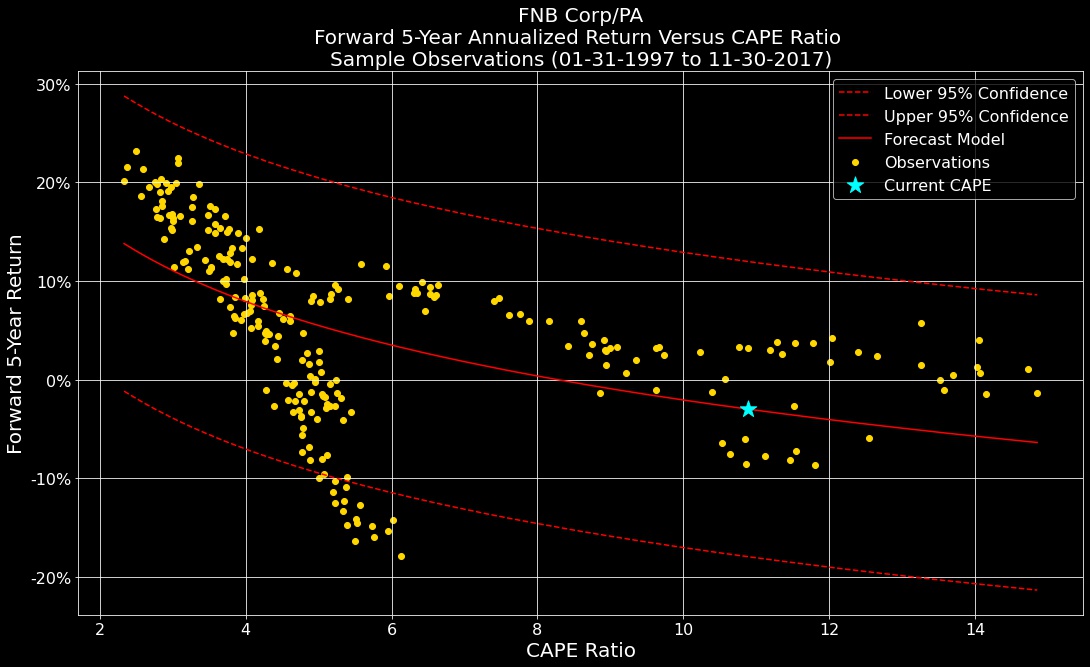 FNB Corp/PA
Forward 5-Year Annualized Return Versus CAPE Ratio
Sample Observations (01-31-1997 to 11-30-2017)
Lower 95% Confidence
Upper 95% Confidence
Forecast Model
Observations
Current CAPE
Forward 5-Year Return
30%
20%
10%
0%
-10%
-20%
2 4 6 8 10 12 14
CAPE Ratio